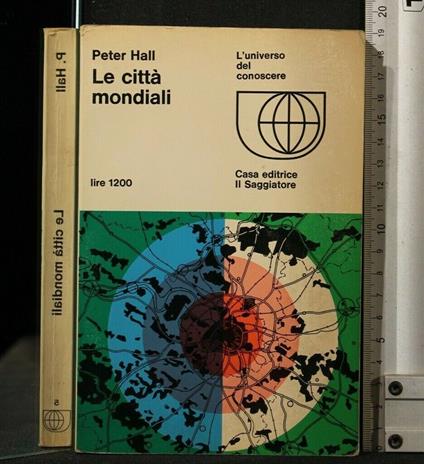 P. Hall
Le città mondiali
Peter Hall
Le città
mondiali
L'universo
del
conoscere
lire 1200
Casa editrice
Il Saggiatore